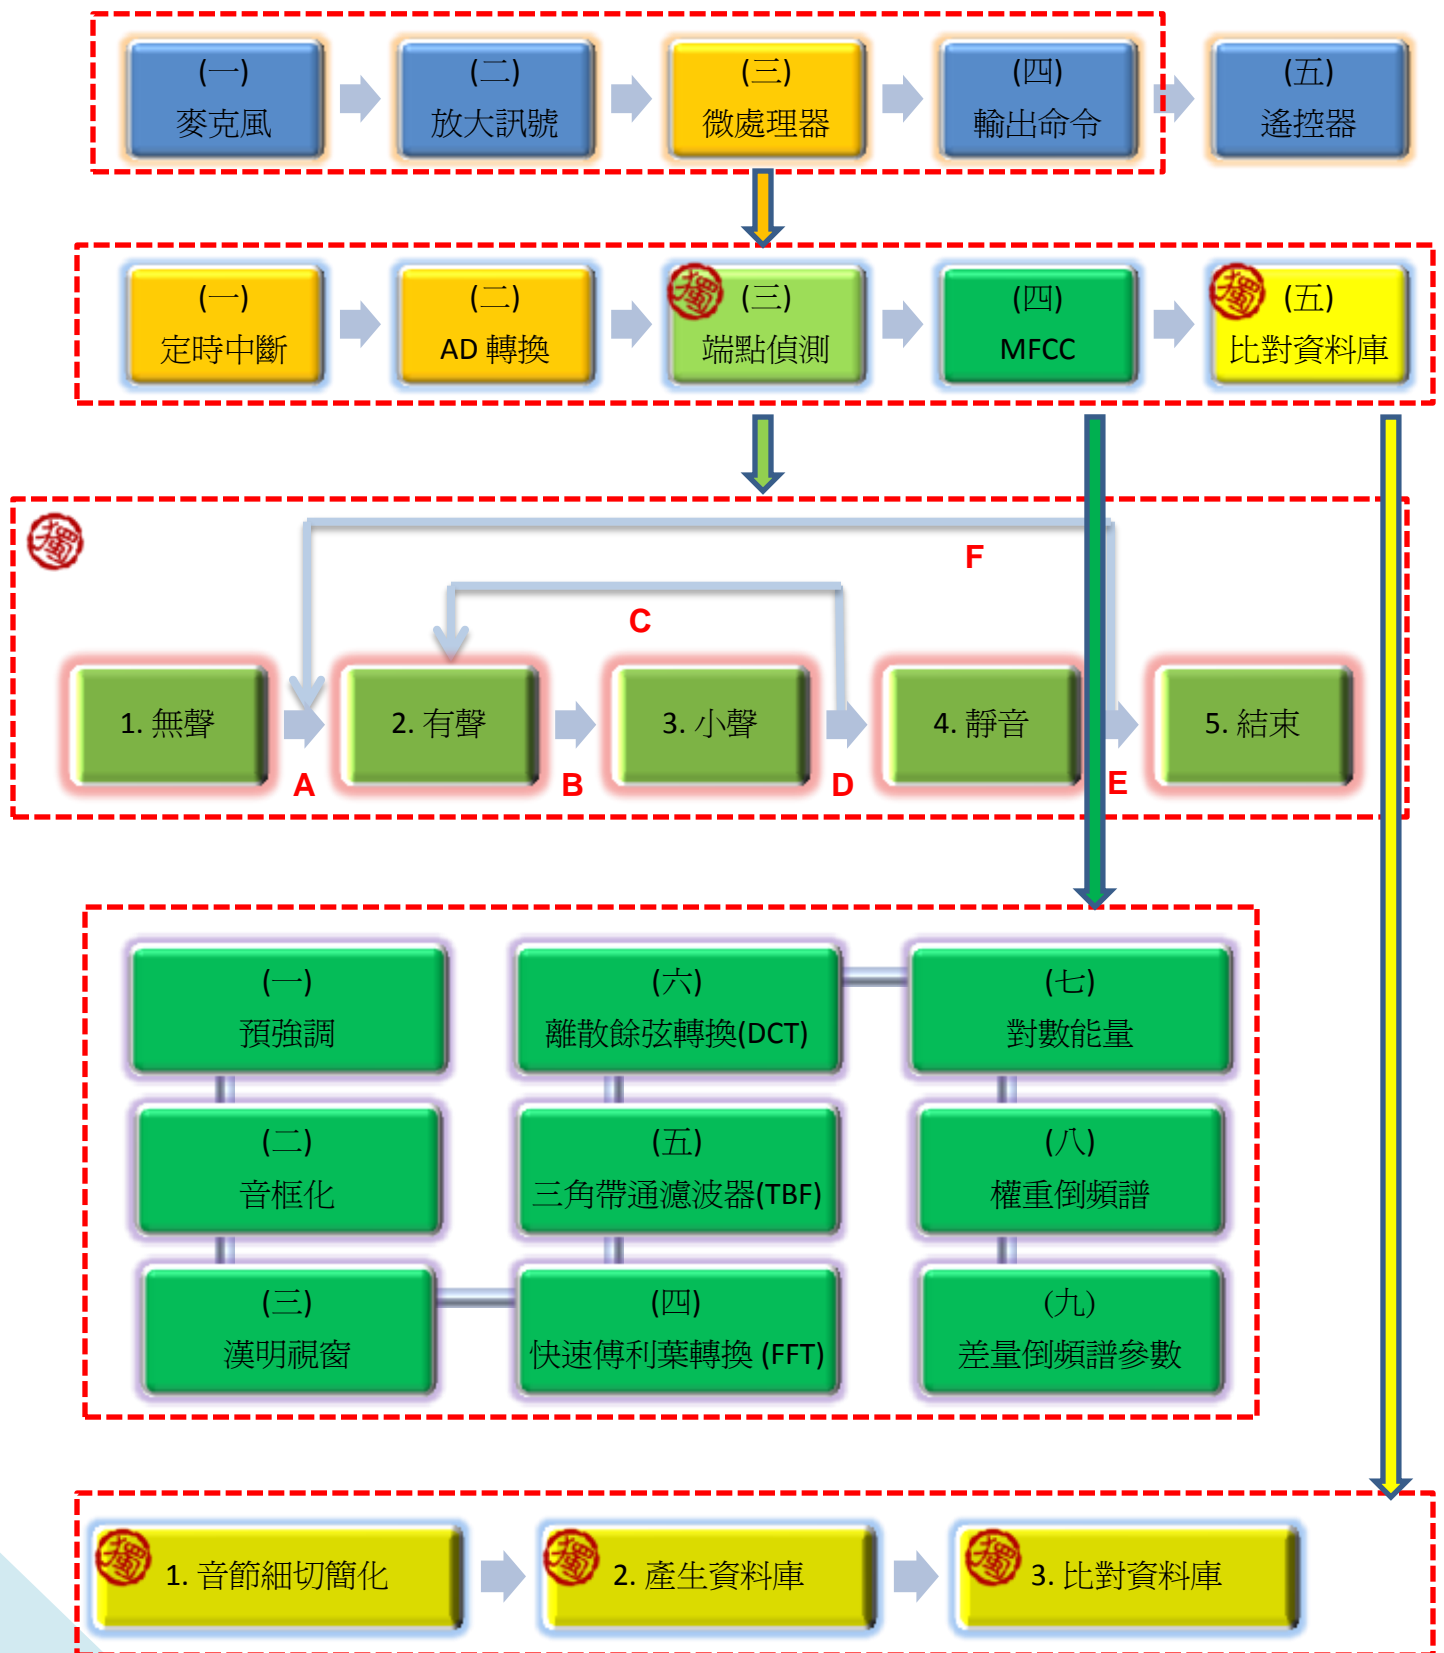 (一)
麥克風
(二)
放大訊號
(三)
微處理器
(四)
輸出命令
(五)
遙控器
(一)
定時中斷
(二)
AD 轉換
獨
(三)
端點偵測
(四)
MFCC
獨
(五)
比對資料庫
獨
F
C
1. 無聲
2. 有聲
3. 小聲
4. 靜音
5. 結束
A
B
D
E
(一)
預強調
(六)
離散餘弦轉換(DCT)
(七)
對數能量
(二)
音框化
(五)
三角帶通濾波器(TBF)
(八)
權重倒頻譜
(三)
漢明視窗
(四)
快速傅利葉轉換 (FFT)
(九)
差量倒頻譜參數
獨
1. 音節細切簡化
獨
2. 產生資料庫
獨
3. 比對資料庫